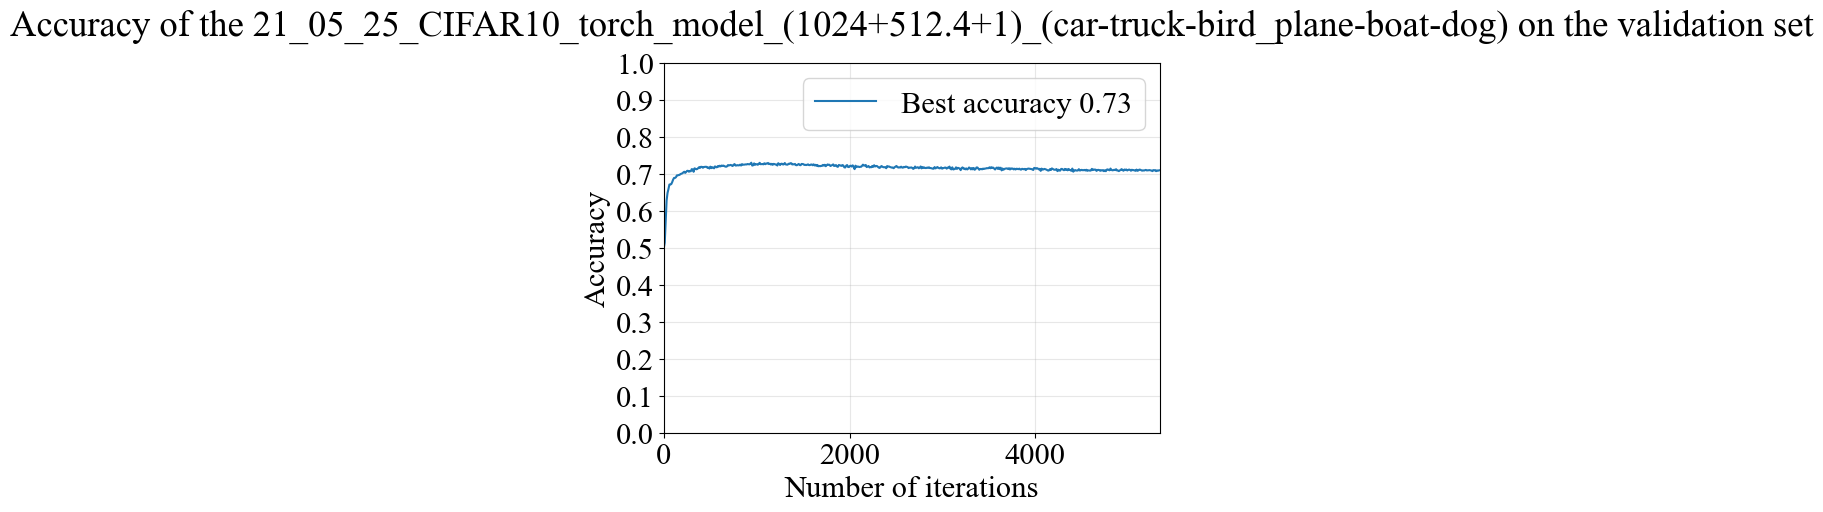 Accuracy of the 21_05_25_CIFAR10_torch_model_(1024+512.4+1)_(car-truck-bird_plane-boat-dog) on the validation set
Best accuracy 0.73
Accuracy
1.0
0.9
0.8
0.7
0.6
0.5
0.4
0.3
0.2
0.1
0.0
0 2000 4000
Number of iterations